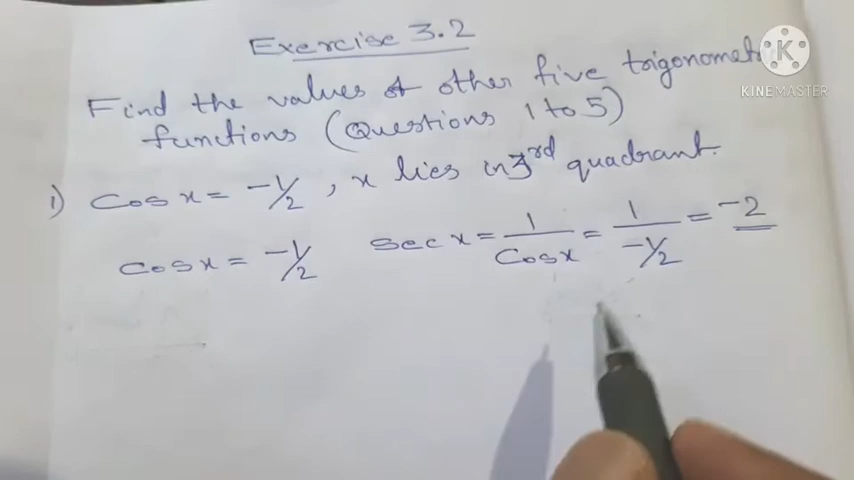 Exercise 3.2
Find the values of other five trigonomet
functions (Questions 1 to 5)
1) Cos x = -1/2, x lies in 3rd quadrant.
Cos x = -1/2 sec x = 1/Cos x = 1/-1/2 = -2
K
KINEMASTER